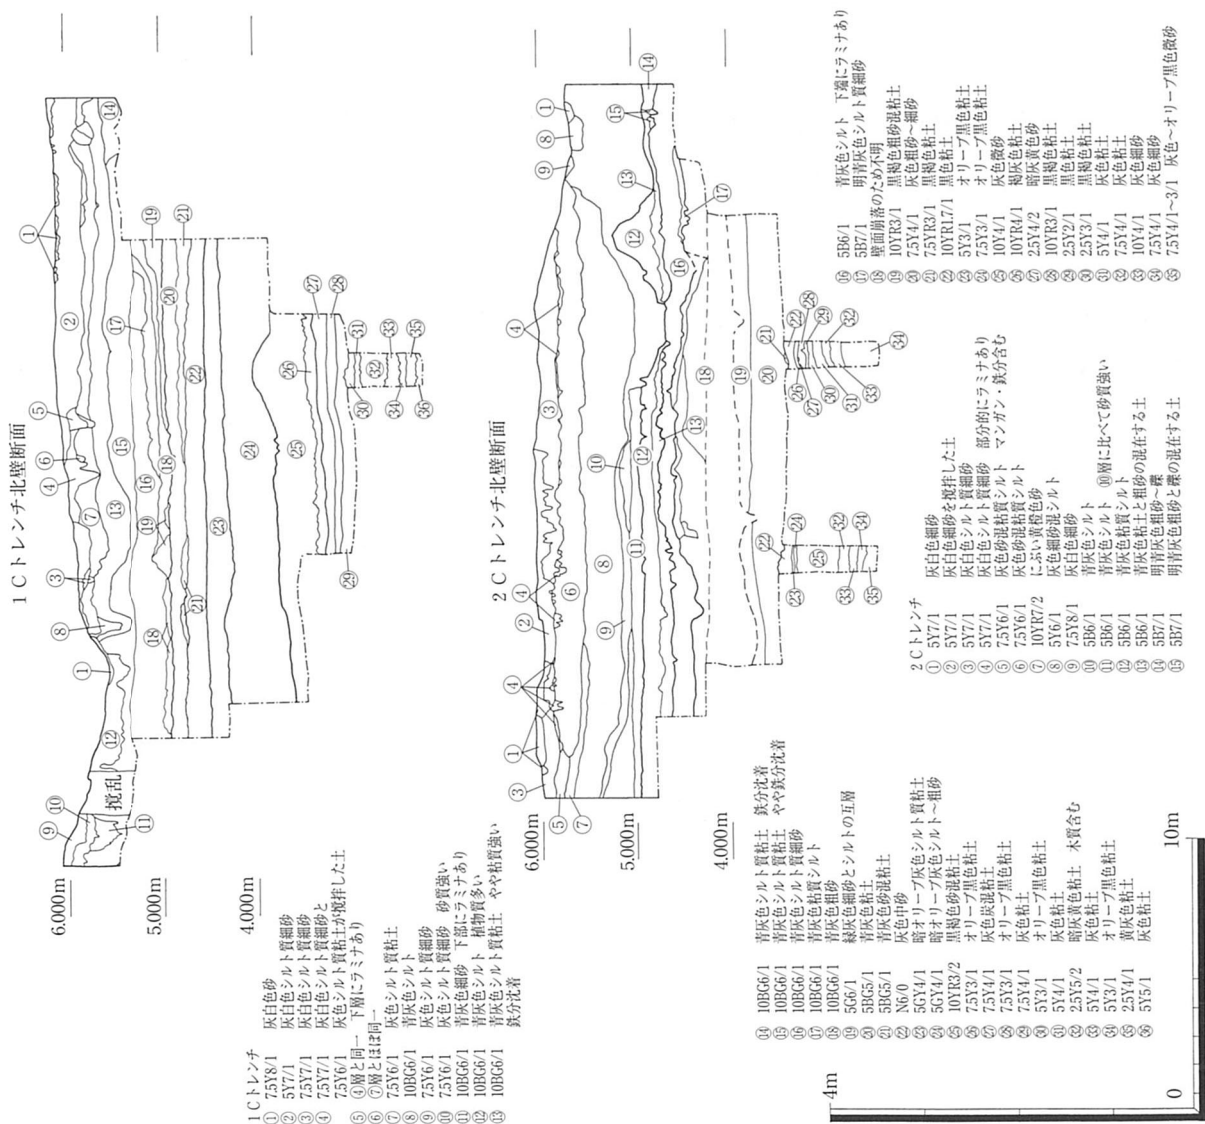 1Cトレンチ北壁断面
6.000m
5.000m
4.000m
攪乱
1Cトレンチ
① 7.5Y8/1 灰白色砂
② 5Y7/1 灰白色シルト質細砂
③ 7.5Y7/1 灰白色シルト質細砂
④ 7.5Y7/1 灰白色シルト質細砂と
7.5Y6/1 灰色シルト質粘土が攪拌した土
⑤ ④層と同一 下層にラミナあり
⑥ ⑦層とほぼ同一
⑦ 7.5Y6/1 灰色シルト質粘土
⑧ 10BG6/1 青灰色シルト
⑨ 7.5Y6/1 灰色シルト質細砂
⑩ 7.5Y6/1 灰色シルト質細砂 砂質強い
⑪ 10BG6/1 青灰色細砂 下部にラミナあり
⑫ 10BG6/1 青灰色シルト 植物質多い
⑬ 10BG6/1 青灰色シルト質粘土 やや粘質強い
鉄分沈着
⑭ 10BG6/1 青灰色シルト質粘土 鉄分沈着
⑮ 10BG6/1 青灰色シルト質粘土 やや鉄分沈着
⑯ 10BG6/1 青灰色シルト質細砂
⑰ 10BG6/1 青灰色粘質シルト
⑱ 10BG6/1 青灰色粗砂
⑲ 5G6/1 緑灰色細砂とシルトの互層
⑳ 5BG5/1 青灰色粘土
㉑ 5BG5/1 青灰色砂混粘土
㉒ N6/0 灰色中砂
㉓ 5GY4/1 暗オリーブ灰色シルト質粘土
㉔ 5GY4/1 暗オリーブ灰色シルト～粗砂
㉕ 10YR3/2 黒褐色砂混粘土
㉖ 7.5Y3/1 オリーブ黒色粘土
㉗ 7.5Y4/1 灰色炭混粘土
㉘ 7.5Y3/1 オリーブ黒色粘土
㉙ 7.5Y4/1 灰色粘土
㉚ 5Y3/1 オリーブ黒色粘土
㉛ 5Y4/1 灰色粘土
㉜ 2.5Y5/2 暗灰黄色粘土 木質含む
㉝ 5Y4/1 灰色粘土
㉞ 5Y3/1 オリーブ黒色粘土
㉟ 2.5Y4/1 黄灰色粘土
㊱ 5Y5/1 灰色粘土
2Cトレンチ北壁断面
6.000m
5.000m
4.000m
2Cトレンチ
① 5Y7/1 灰白色細砂
② 5Y7/1 灰白色細砂を攪拌した土
③ 5Y7/1 灰白色シルト質細砂
④ 5Y7/1 灰白色シルト質細砂 部分的にラミナあり
⑤ 7.5Y6/1 灰色砂混粘質シルト マンガン・鉄分含む
⑥ 7.5Y6/1 灰色砂混粘質シルト
⑦ 10YR7/2 にぶい黄橙色砂
⑧ 5Y6/1 灰色細砂混シルト
⑨ 7.5Y8/1 灰白色細砂
⑩ 5B6/1 青灰色シルト
⑪ 5B6/1 青灰色シルト ⑩層に比べて砂質強い
⑫ 5B6/1 青灰色粘質シルト
⑬ 5B6/1 青灰色粘土と粗砂の混在する土
⑭ 5B7/1 明青灰色粗砂～礫
⑮ 5B7/1 明青灰色粗砂と礫の混在する土
⑯ 5B6/1 青灰色シルト 下端にラミナあり
⑰ 5B7/1 明青灰色シルト質細砂
⑱ 壁面崩落のため不明
⑲ 10YR3/1 黒褐色粗砂混粘土
⑳ 7.5Y4/1 灰色粗砂～細砂
㉑ 7.5YR3/1 黒褐色粘土
㉒ 10YR1.7/1 黒色粘土
㉓ 5Y3/1 オリーブ黒色粘土
㉔ 7.5Y3/1 オリーブ黒色粘土
㉕ 10Y4/1 灰色微砂
㉖ 10YR4/1 褐灰色粘土
㉗ 2.5Y4/2 暗灰黄色砂
㉘ 10YR3/1 黒褐色粘土
㉙ 2.5Y2/1 黒色粘土
㉚ 2.5Y3/1 黒褐色粘土
㉛ 5Y4/1 灰色粘土
㉜ 7.5Y4/1 灰色粘土
㉝ 10Y4/1 灰色細砂
㉞ 7.5Y4/1 灰色細砂
㉟ 7.5Y4/1～3/1 灰色～オリーブ黒色微砂
4m
0
10m